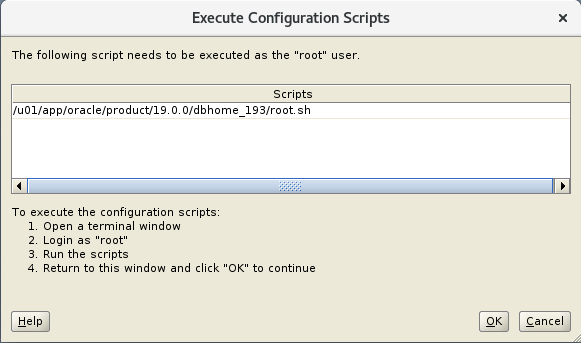 Execute Configuration Scripts
The following script needs to be executed as the "root" user.
Scripts
/u01/app/oracle/product/19.0.0/dbhome_193/root.sh
To execute the configuration scripts:
1. Open a terminal window
2. Login as "root"
3. Run the scripts
4. Return to this window and click "OK" to continue
Help
OK
Cancel